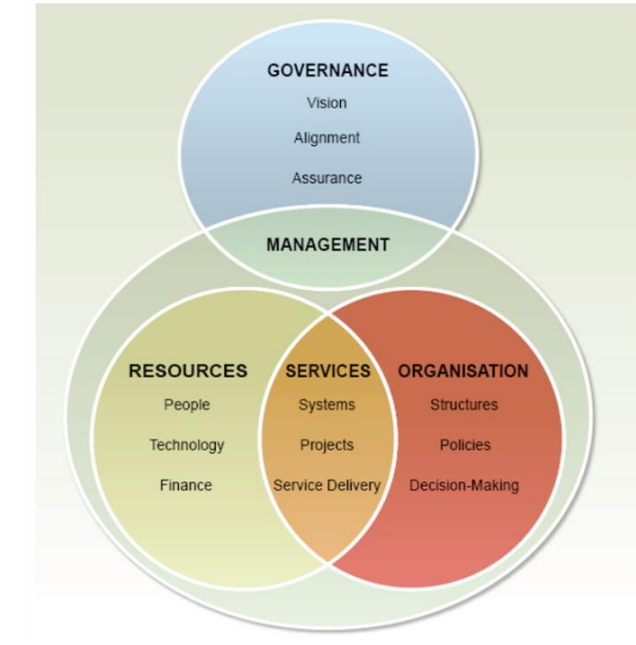 GOVERNANCE
Vision
Alignment
Assurance
MANAGEMENT
RESOURCES
People
Technology
Finance
SERVICES
Systems
Projects
Service Delivery
ORGANISATION
Structures
Policies
Decision-Making